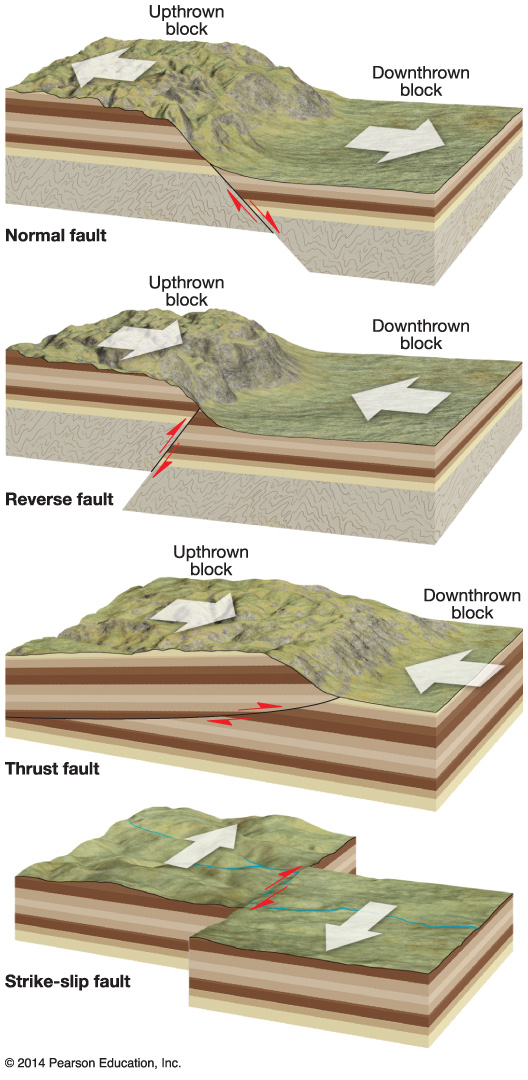 Upthrown
block
Downthrown
block
Normal fault
Upthrown
block
Downthrown
block
Reverse fault
Upthrown
block
Downthrown
block
Thrust fault
Strike-slip fault
© 2014 Pearson Education, Inc.